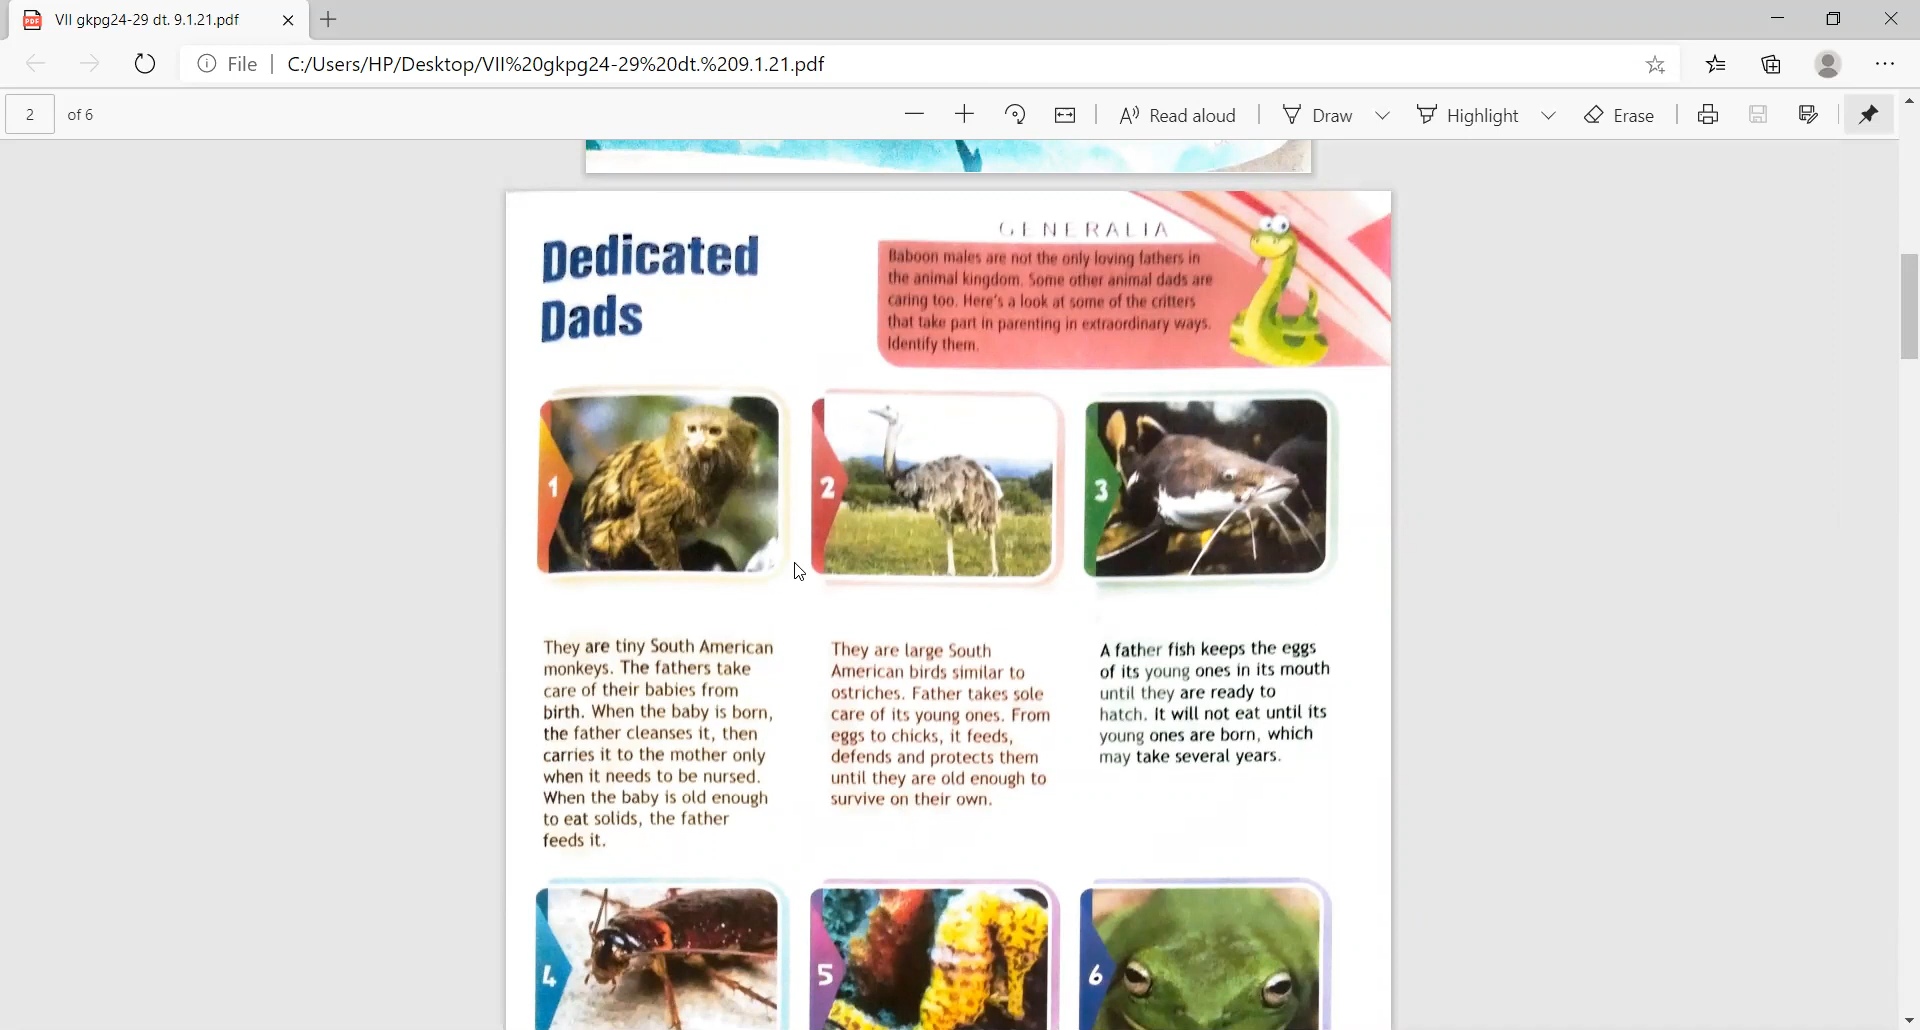 VII gkpg24-29 dt. 9.1.21.pdf
File
C:/Users/HP/Desktop/VII%20gkpg24-29%20dt.%209.1.21.pdf
2 of 6
Read aloud
Draw
Highlight
Erase
GENERALIA
Dedicated
Dads
Baboon males are not the only loving fathers in
the animal kingdom. Some other animal dads are
caring too. Here's a look at some of the critters
that take part in parenting in extraordinary ways.
Identify them.
1
2
3
They are tiny South American
monkeys. The fathers take
care of their babies from
birth. When the baby is born,
the father cleanses it, then
carries it to the mother only
when it needs to be nursed.
When the baby is old enough
to eat solids, the father
feeds it.
They are large South
American birds similar to
ostriches. Father takes sole
care of its young ones. From
eggs to chicks, it feeds,
defends and protects them
until they are old enough to
survive on their own.
A father fish keeps the eggs
of its young ones in its mouth
until they are ready to
hatch. It will not eat until its
young ones are born, which
may take several years.
4
5
6